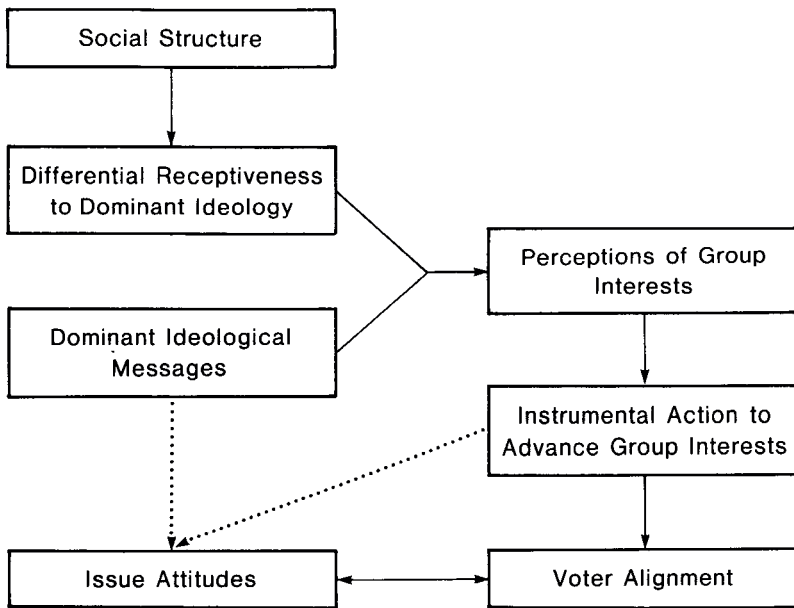 Social Structure
Differential Receptiveness
to Dominant Ideology
Perceptions of Group
Interests
Dominant Ideological
Messages
Instrumental Action to
Advance Group Interests
Issue Attitudes
Voter Alignment